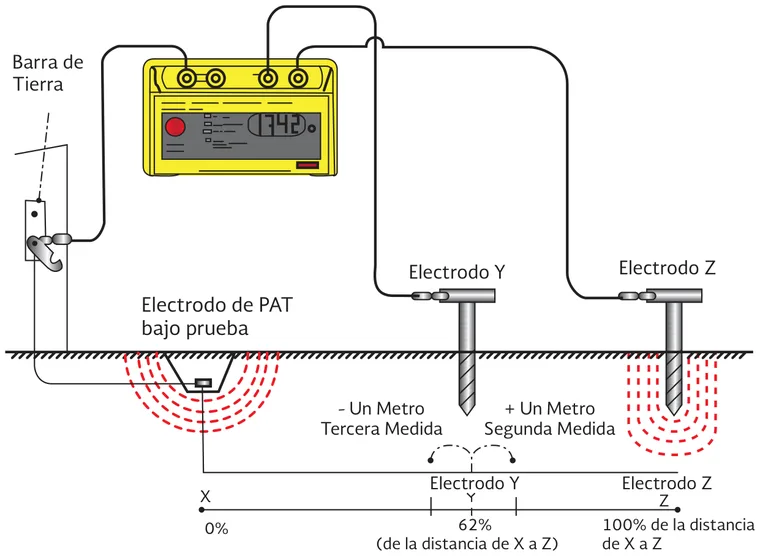 Barra de
Tierra
1742
Electrodo Y
Electrodo Z
Electrodo de PAT
bajo prueba
- Un Metro
Tercera Medida
+ Un Metro
Segunda Medida
Electrodo Y
Electrodo Z
X
Y
Z
0%
62%
(de la distancia de X a Z)
100% de la distancia
de X a Z